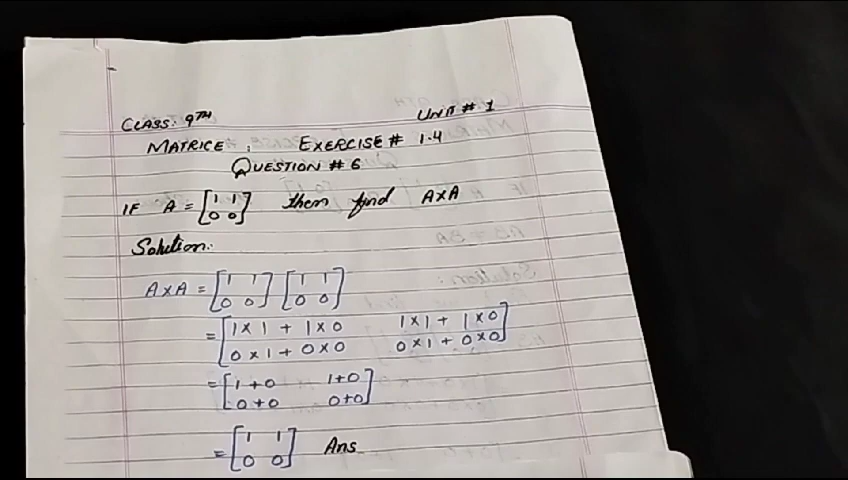 CLASS: 9TH UNIT # 1
MATRICE : EXERCISE # 1.4
QUESTION # 6
IF A = [1 1
0 0] then find A×A
Solution:
A×A = [1 1
0 0] [1 1
0 0]
= [1×1 + 1×0 1×1 + 1×0
0×1 + 0×0 0×1 + 0×0]
= [1+0 1+0
0+0 0+0]
= [1 1
0 0] Ans